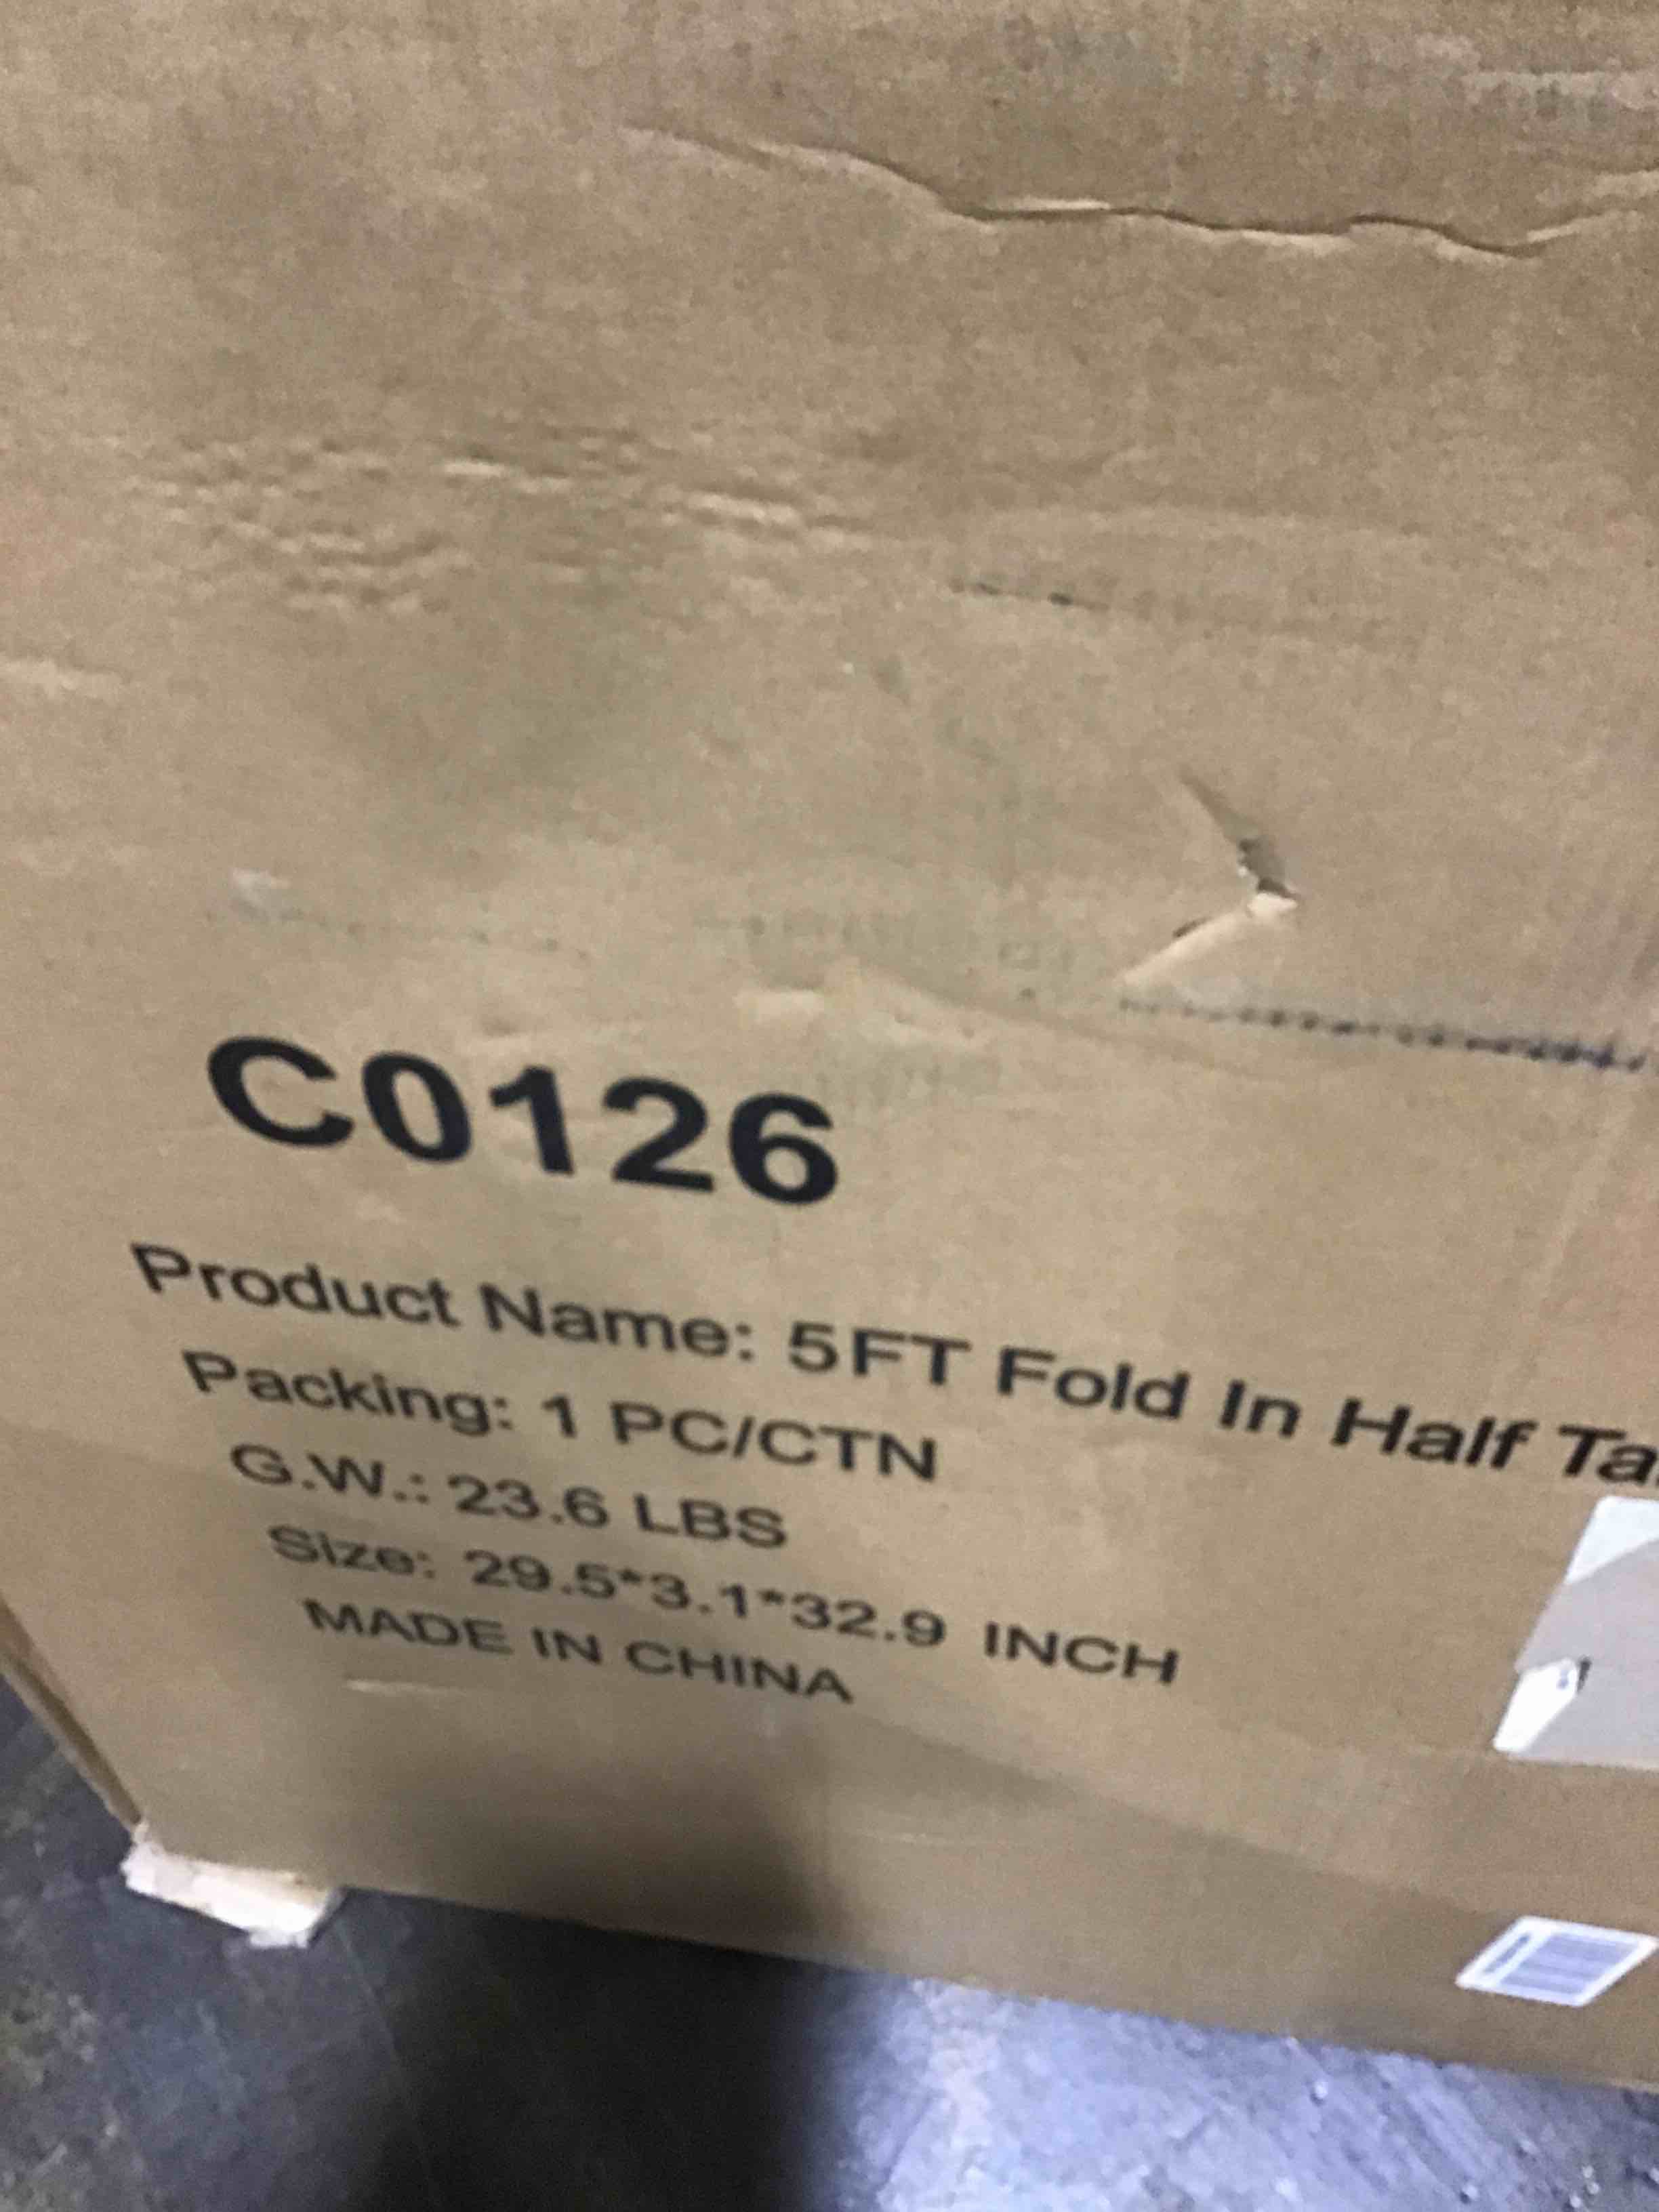 C0126
Product Name: 5FT Fold In Half Ta
Packing: 1 PC/CTN
G.W.: 23.6 LBS
Size: 29.5*3.1*32.9 INCH
MADE IN CHINA